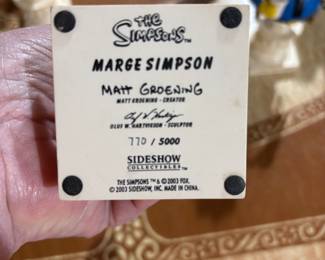 THE
SIMPSONS
MARGE SIMPSON
MATT GROENING
MATT GROENING - CREATOR
OLUF W. HARTVIGSON - SCULPTOR
770 / 5000
SIDESHOW
COLLECTIBLES
THE SIMPSONS ™ & © 2003 FOX.
© 2003 SIDESHOW, INC. MADE IN CHINA.